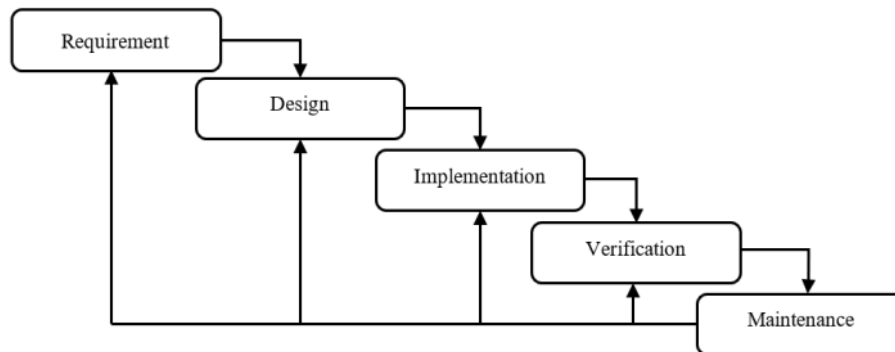 Requirement
Design
Implementation
Verification
Maintenance